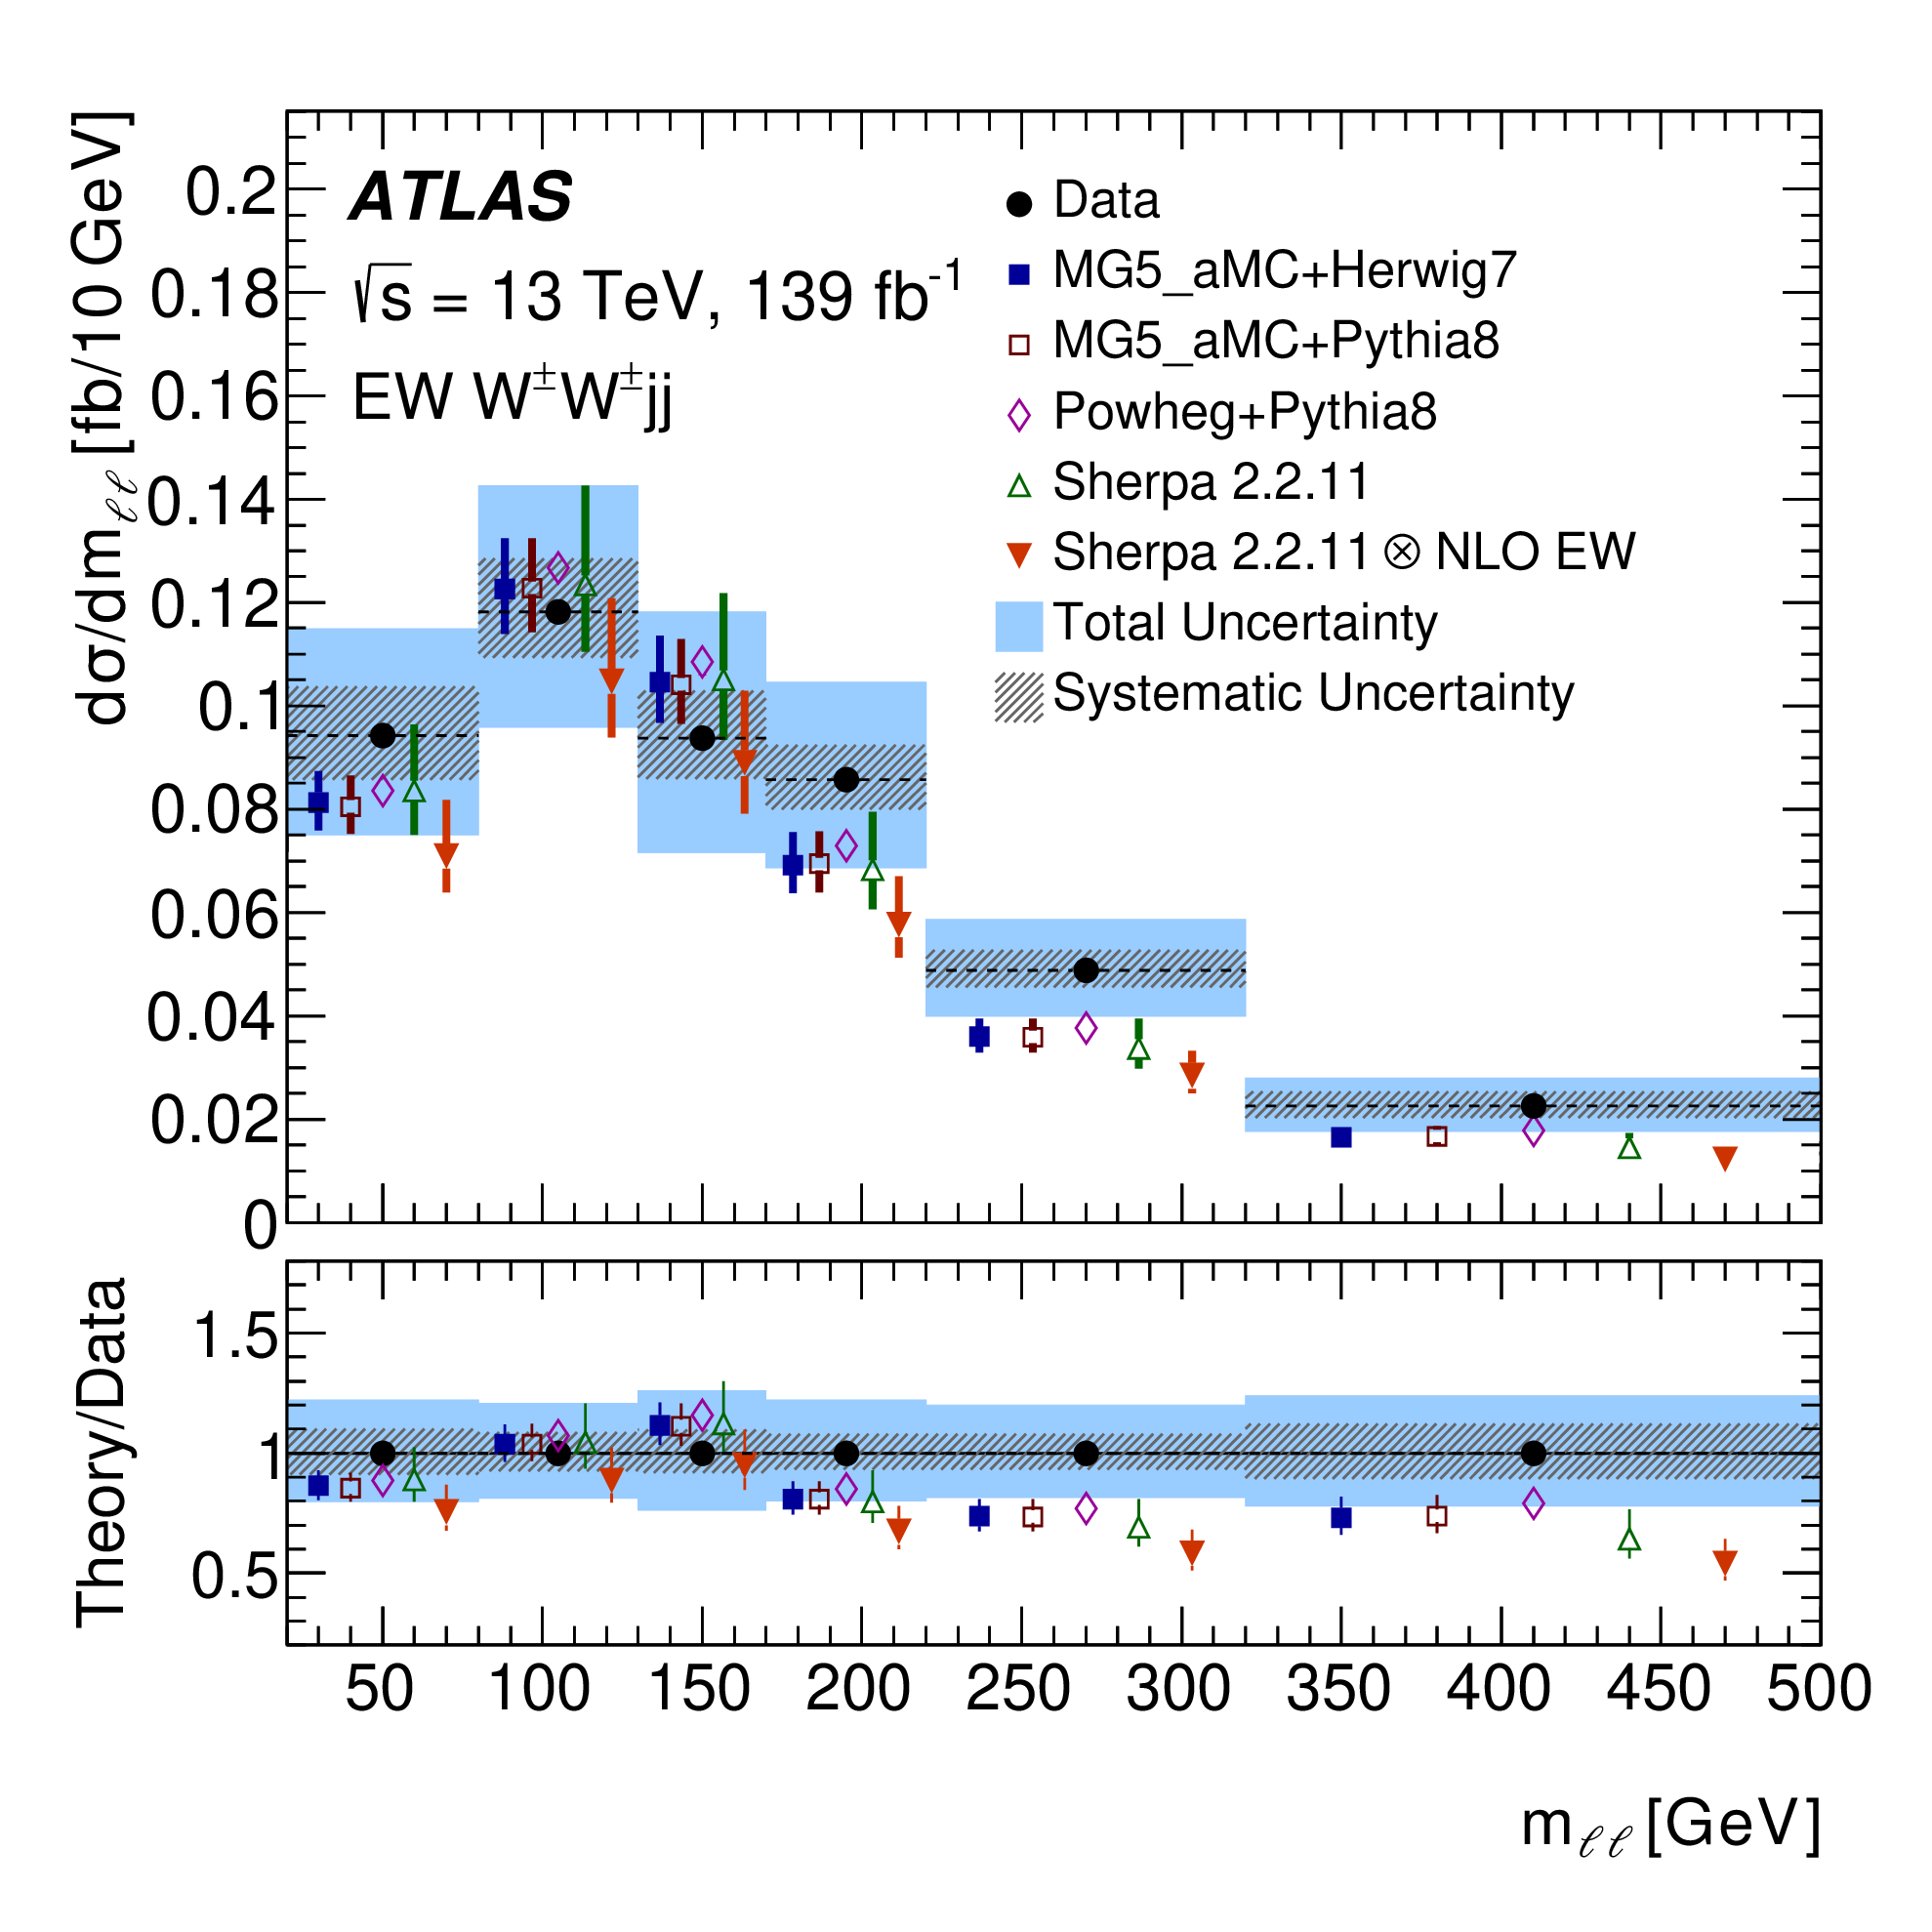 dσ/dm_ℓℓ [fb/10 GeV]
0.2
0.18
0.16
0.14
0.12
0.1
0.08
0.06
0.04
0.02
0
ATLAS
√s = 13 TeV, 139 fb⁻¹
EW W±W±jj
Data
MG5_aMC+Herwig7
MG5_aMC+Pythia8
Powheg+Pythia8
Sherpa 2.2.11
Sherpa 2.2.11 ⊗ NLO EW
Total Uncertainty
Systematic Uncertainty
Theory/Data
1.5
1
0.5
50 100 150 200 250 300 350 400 450 500
m_ℓℓ [GeV]